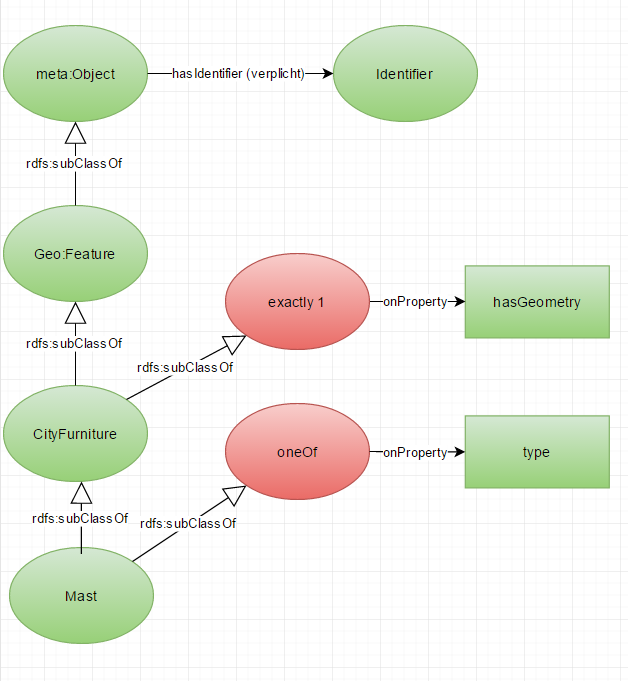 meta:Object
hasIdentifier (verplicht)
Identifier
rdfs:subClassOf
Geo:Feature
exactly 1
onProperty
hasGeometry
rdfs:subClassOf
rdfs:subClassOf
CityFurniture
oneOf
onProperty
type
rdfs:subClassOf
rdfs:subClassOf
Mast